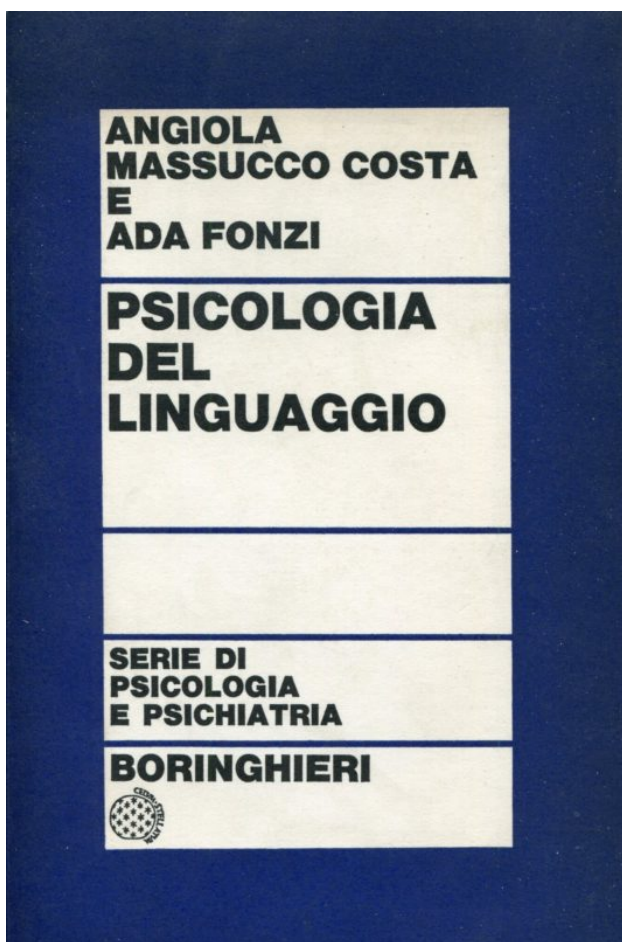 ANGIOLA
MASSUCCO COSTA
E
ADA FONZI
PSICOLOGIA
DEL
LINGUAGGIO
SERIE DI
PSICOLOGIA
E PSICHIATRIA
BORINGHIERI